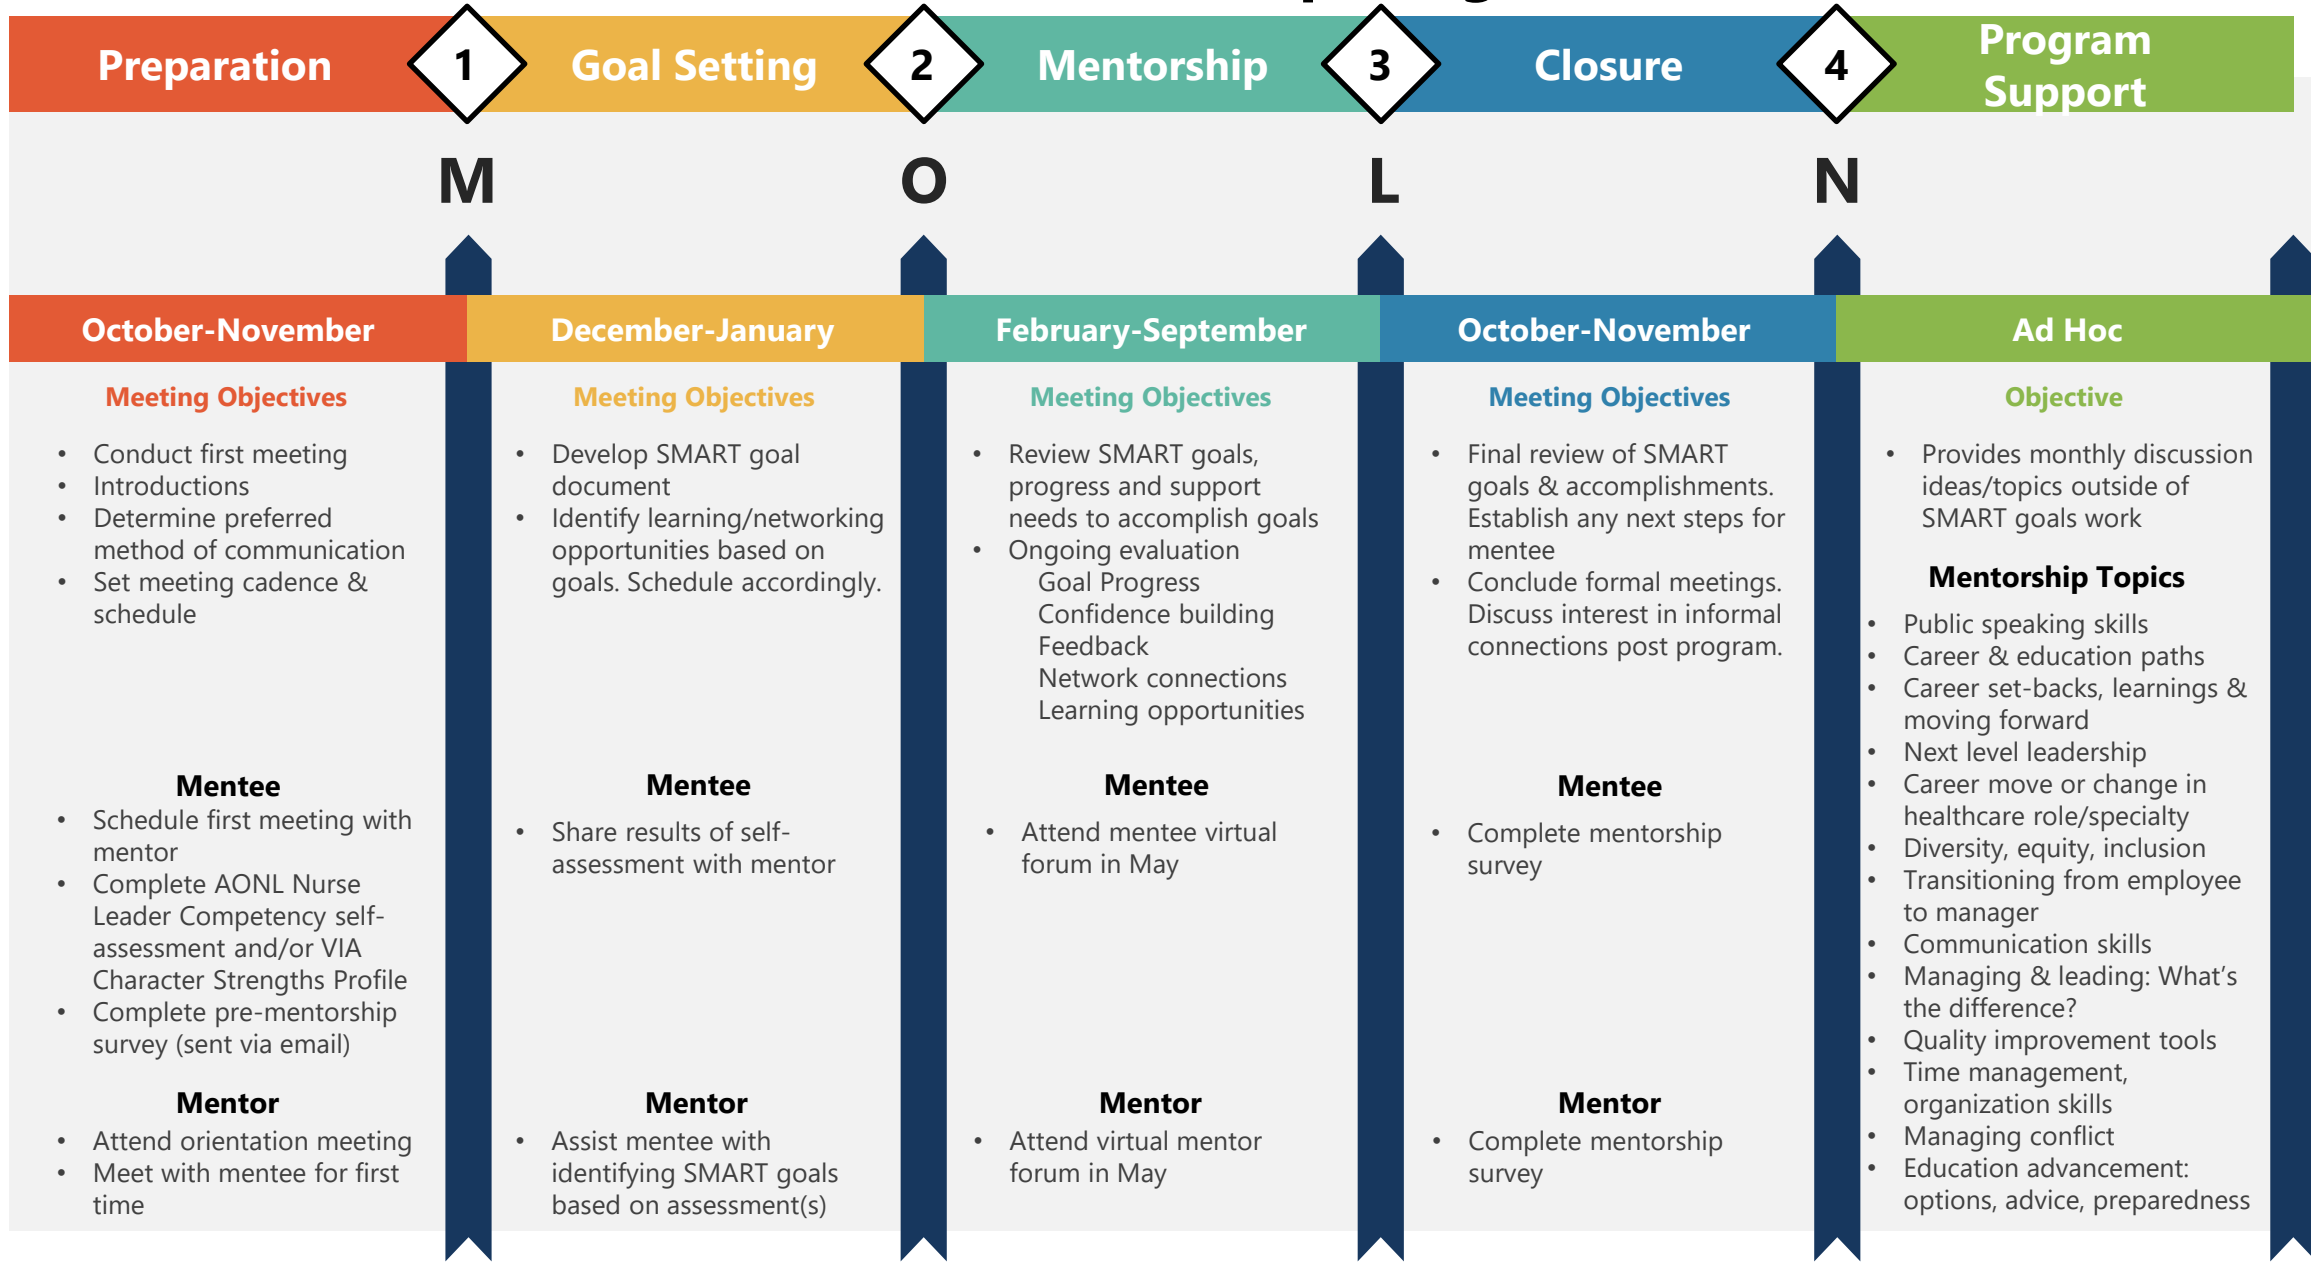 Preparation
1
Goal Setting
2
Mentorship
3
Closure
4
Program
Support
M
O
L
N
October-November
December-January
February-September
October-November
Ad Hoc
Meeting Objectives
• Conduct first meeting
• Introductions
• Determine preferred
method of communication
• Set meeting cadence &
schedule
Mentee
• Schedule first meeting with
mentor
• Complete AONL Nurse
Leader Competency self-
assessment and/or VIA
Character Strengths Profile
• Complete pre-mentorship
survey (sent via email)
Mentor
• Attend orientation meeting
• Meet with mentee for first
time
Meeting Objectives
• Develop SMART goal
document
• Identify learning/networking
opportunities based on
goals. Schedule accordingly.
Mentee
• Share results of self-
assessment with mentor
Mentor
• Assist mentee with
identifying SMART goals
based on assessment(s)
Meeting Objectives
• Review SMART goals,
progress and support
needs to accomplish goals
• Ongoing evaluation
Goal Progress
Confidence building
Feedback
Network connections
Learning opportunities
Mentee
• Attend mentee virtual
forum in May
Mentor
• Attend virtual mentor
forum in May
Meeting Objectives
• Final review of SMART
goals & accomplishments.
Establish any next steps for
mentee
• Conclude formal meetings.
Discuss interest in informal
connections post program.
Mentee
• Complete mentorship
survey
Mentor
• Complete mentorship
survey
Objective
• Provides monthly discussion
ideas/topics outside of
SMART goals work
Mentorship Topics
• Public speaking skills
• Career & education paths
• Career set-backs, learnings &
moving forward
• Next level leadership
• Career move or change in
healthcare role/specialty
• Diversity, equity, inclusion
• Transitioning from employee
to manager
• Communication skills
• Managing & leading: What’s
the difference?
• Quality improvement tools
• Time management,
organization skills
• Managing conflict
• Education advancement:
options, advice, preparedness